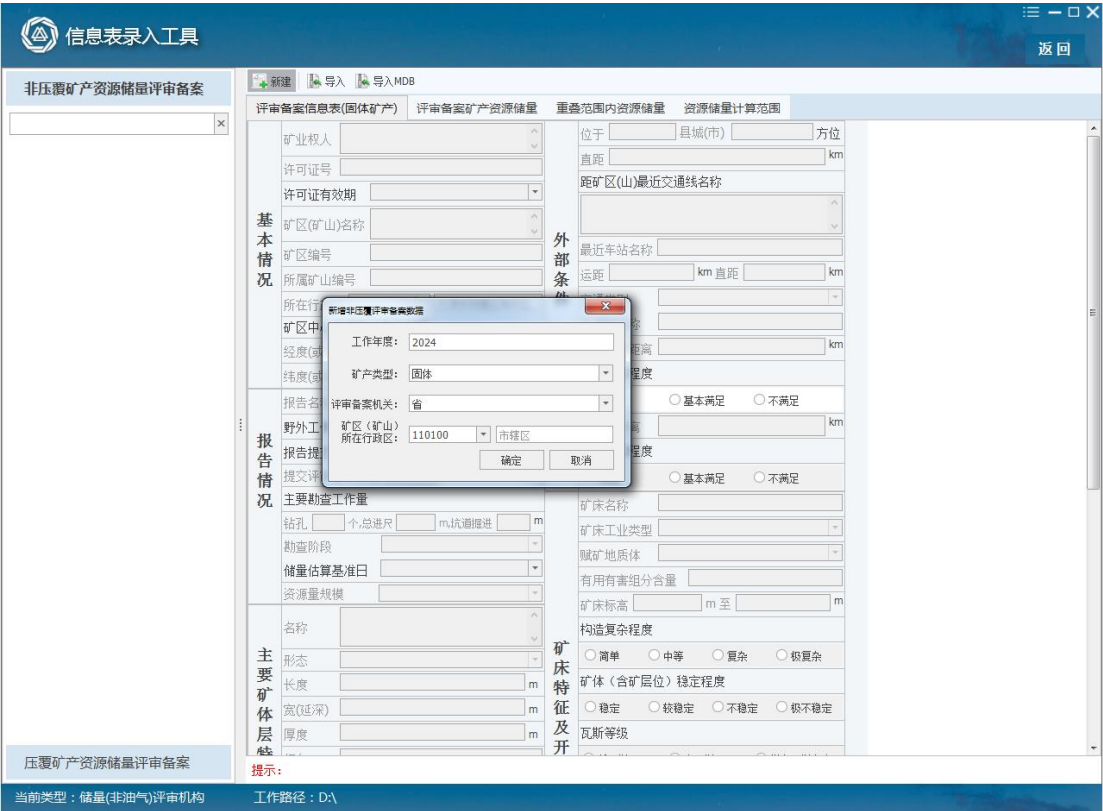 信息表录入工具
返回
非压覆矿产资源储量评审备案
新建 导入 导入MDB
评审备案信息表(固体矿产) 评审备案矿产资源储量 重叠范围内资源储量 资源储量计算范围
基本情况
矿业权人
许可证号
许可证有效期
矿区(矿山)名称
矿区编号
所属矿山编号
所在行
矿区中
经度(或
纬度(或
报告情况
报告名
野外工
报告提
提交评
主要勘查工作量
钻孔 个,总进尺 m,坑道掘进 m
勘查阶段
储量估算基准日
资源量规模
主要矿体层特
名称
形态
长度 m
宽(延深) m
厚度 m
外部条件
位于 县城(市) 方位
直距 km
距矿区(山)最近交通线名称
最近车站名称
运距 km 直距 km
称
距离 km
程度
基本满足 不满足
离 km
程度
基本满足 不满足
矿床特征及开
矿床名称
矿床工业类型
赋矿地质体
有用有害组分含量
矿床标高 m 至 m
构造复杂程度
简单 中等 复杂 极复杂
矿体（含矿层位）稳定程度
稳定 较稳定 不稳定 极不稳定
瓦斯等级
新增非压覆评审备案数据
工作年度： 2024
矿产类型： 固体
评审备案机关： 省
矿区（矿山）
所在行政区： 110100 市辖区
确定 取消
压覆矿产资源储量评审备案
提示：
当前类型：储量(非油气)评审机构 工作路径：D:\